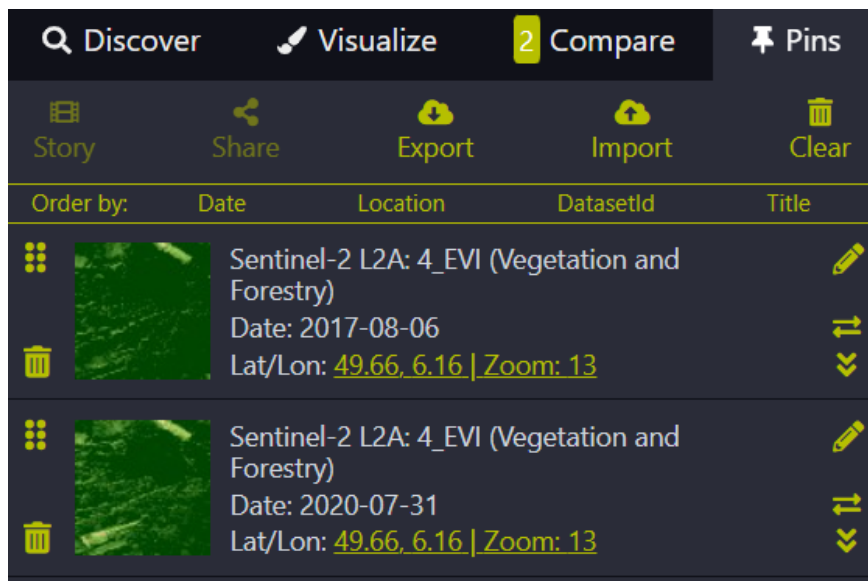 Discover Visualize 2 Compare Pins
Story Share Export Import Clear
Order by: Date Location DatasetId Title
Sentinel-2 L2A: 4_EVI (Vegetation and
Forestry)
Date: 2017-08-06
Lat/Lon: 49.66, 6.16 | Zoom: 13
Sentinel-2 L2A: 4_EVI (Vegetation and
Forestry)
Date: 2020-07-31
Lat/Lon: 49.66, 6.16 | Zoom: 13